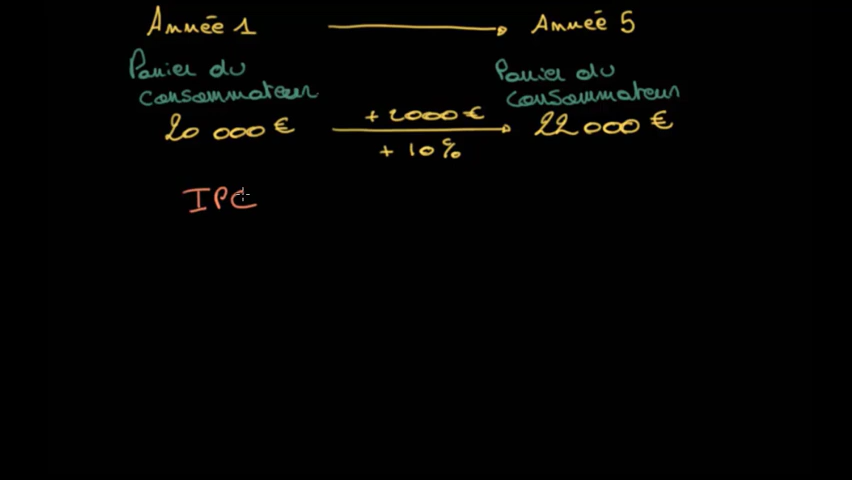 Année 1 Année 5
Panier du Panier du
consommateur consommateur
20 000 € + 2000 € 22 000 €
+ 10%
IPC